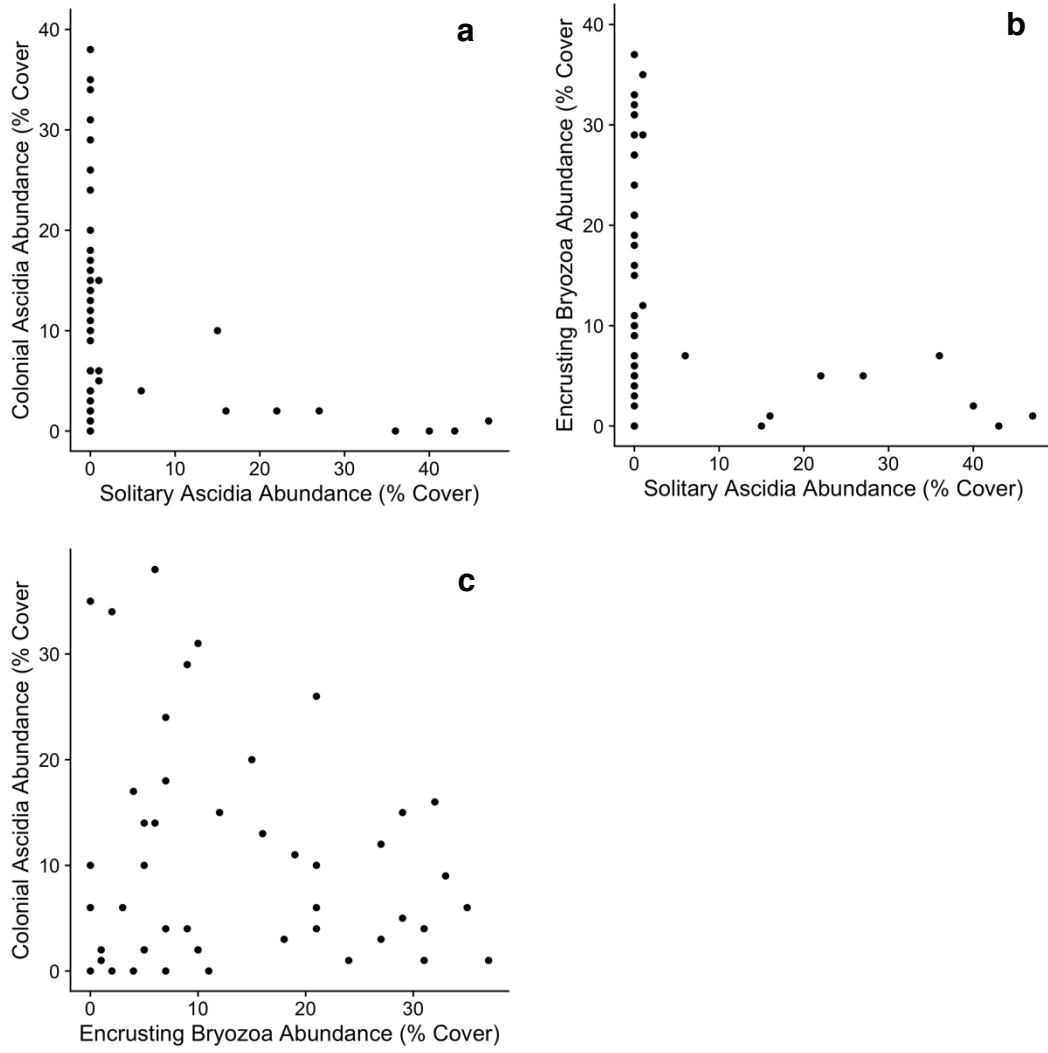 a
40
30
20
10
0
Colonial Ascidia Abundance (% Cover
0 10 20 30 40
Solitary Ascidia Abundance (% Cover)
b
40
30
20
10
0
Encrusting Bryozoa Abundance (% Cover
0 10 20 30 40
Solitary Ascidia Abundance (% Cover)
c
30
20
10
0
Colonial Ascidia Abundance (% Cover
0 10 20 30
Encrusting Bryozoa Abundance (% Cover)